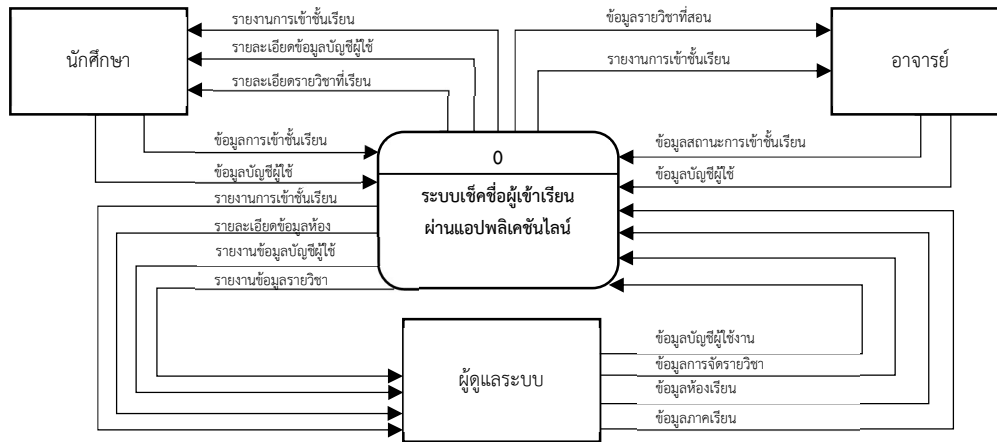 รายงานการเข้าชั้นเรียน
รายละเอียดข้อมูลบัญชีผู้ใช้
รายละเอียดรายวิชาที่เรียน
นักศึกษา
ข้อมูลรายวิชาที่สอน
รายงานการเข้าชั้นเรียน
อาจารย์
ข้อมูลการเข้าชั้นเรียน
ข้อมูลบัญชีผู้ใช้
รายงานการเข้าชั้นเรียน
รายละเอียดข้อมูลห้อง
รายงานข้อมูลบัญชีผู้ใช้
รายงานข้อมูลรายวิชา
0
ระบบเช็คชื่อผู้เข้าเรียน
ผ่านแอปพลิเคชันไลน์
ข้อมูลสถานะการเข้าชั้นเรียน
ข้อมูลบัญชีผู้ใช้
ผู้ดูแลระบบ
ข้อมูลบัญชีผู้ใช้งาน
ข้อมูลการจัดรายวิชา
ข้อมูลห้องเรียน
ข้อมูลภาคเรียน